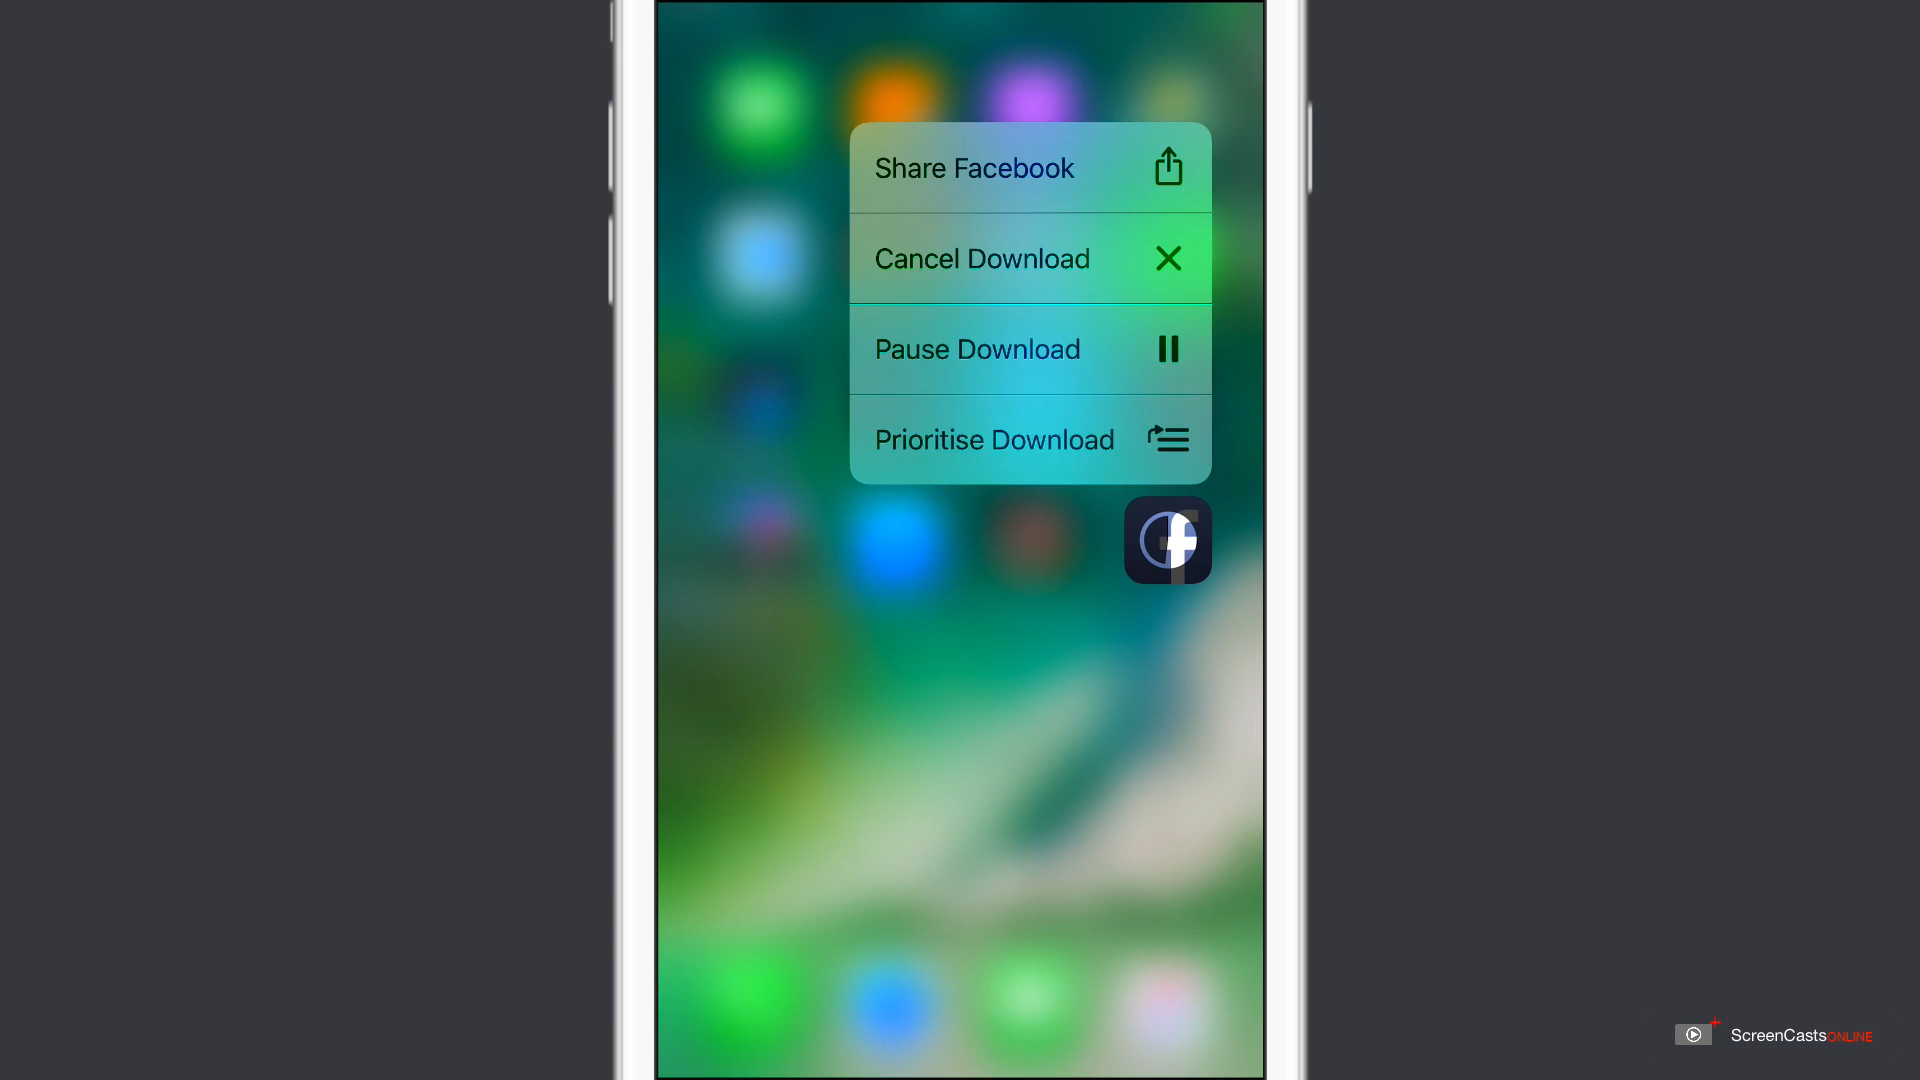 Share Facebook
Cancel Download
Pause Download
Prioritise Download
f
ScreenCastsONLINE